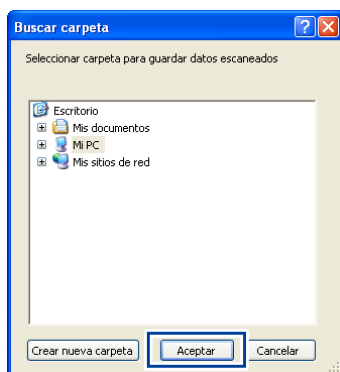 Buscar carpeta
Seleccionar carpeta para guardar datos escaneados
Escritorio
Mis documentos
Mi PC
Mis sitios de red
Crear nueva carpeta Aceptar Cancelar